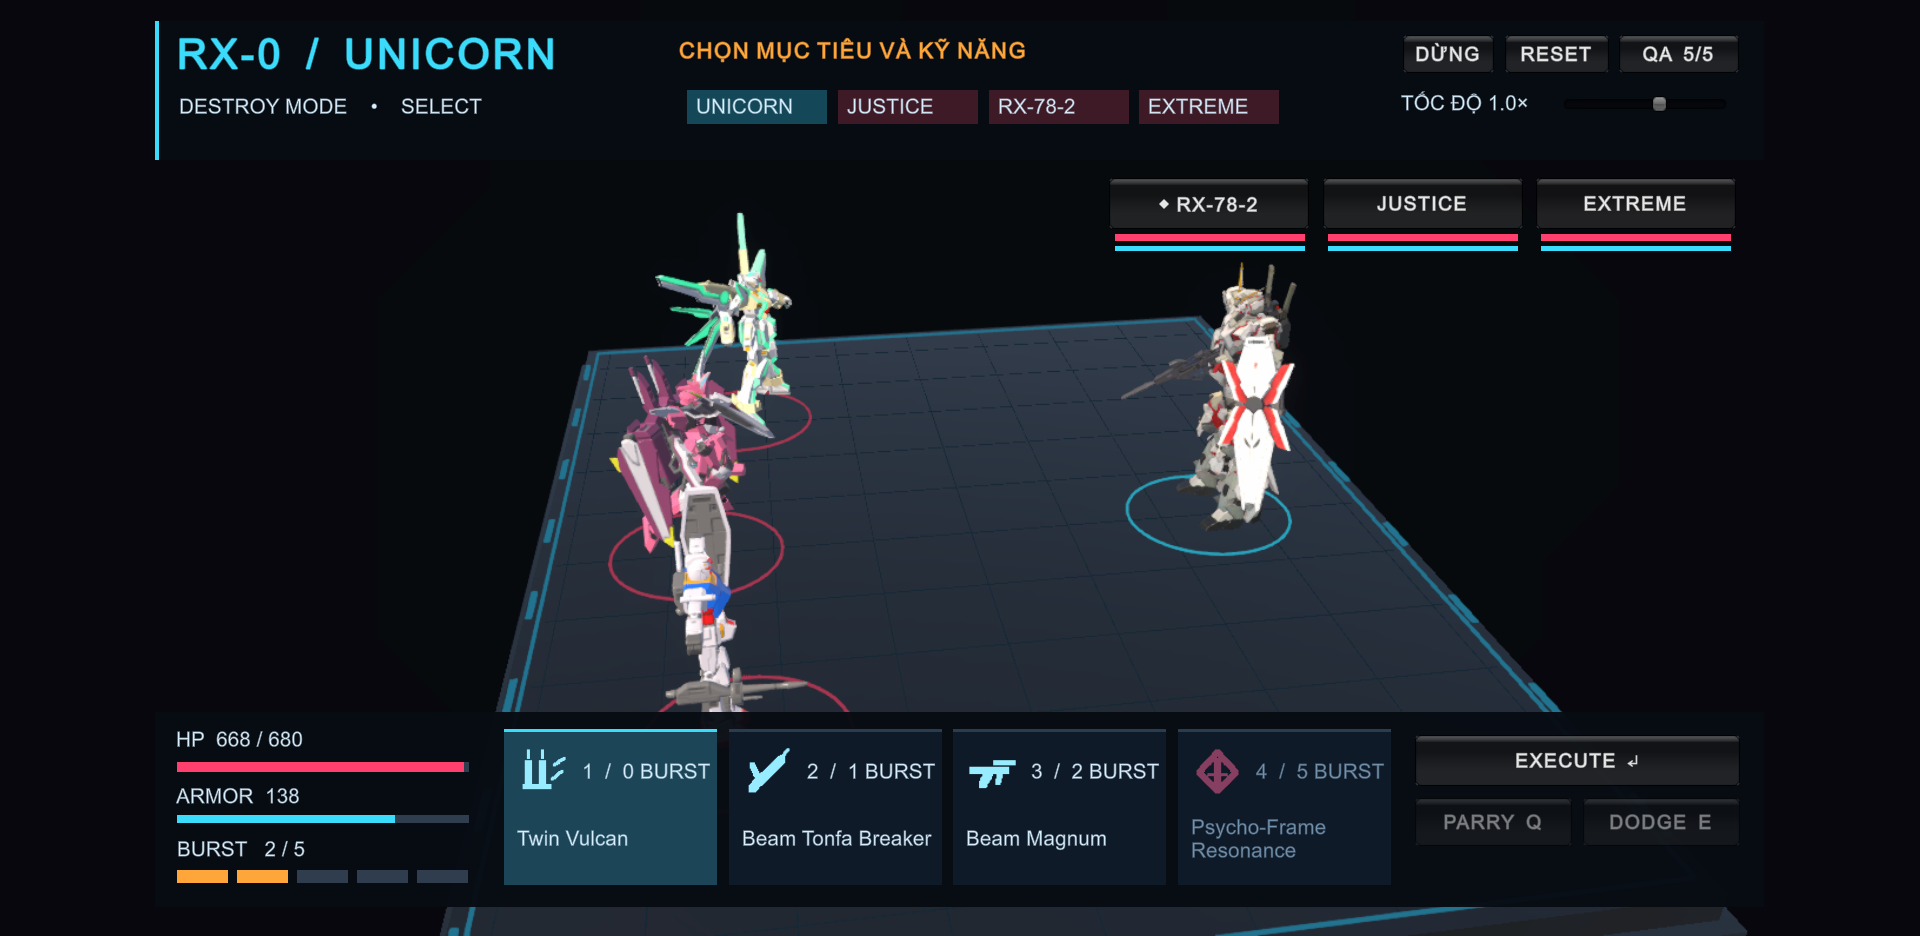 RX-0 / UNICORN
DESTROY MODE • SELECT
CHỌN MỤC TIÊU VÀ KỸ NĂNG
UNICORN JUSTICE RX-78-2 EXTREME
DỪNG RESET QA 5/5
TỐC ĐỘ 1.0×
◆ RX-78-2 JUSTICE EXTREME
HP 668 / 680
ARMOR 138
BURST 2 / 5
1 / 0 BURST
Twin Vulcan
2 / 1 BURST
Beam Tonfa Breaker
3 / 2 BURST
Beam Magnum
4 / 5 BURST
Psycho-Frame
Resonance
EXECUTE ↲
PARRY Q DODGE E